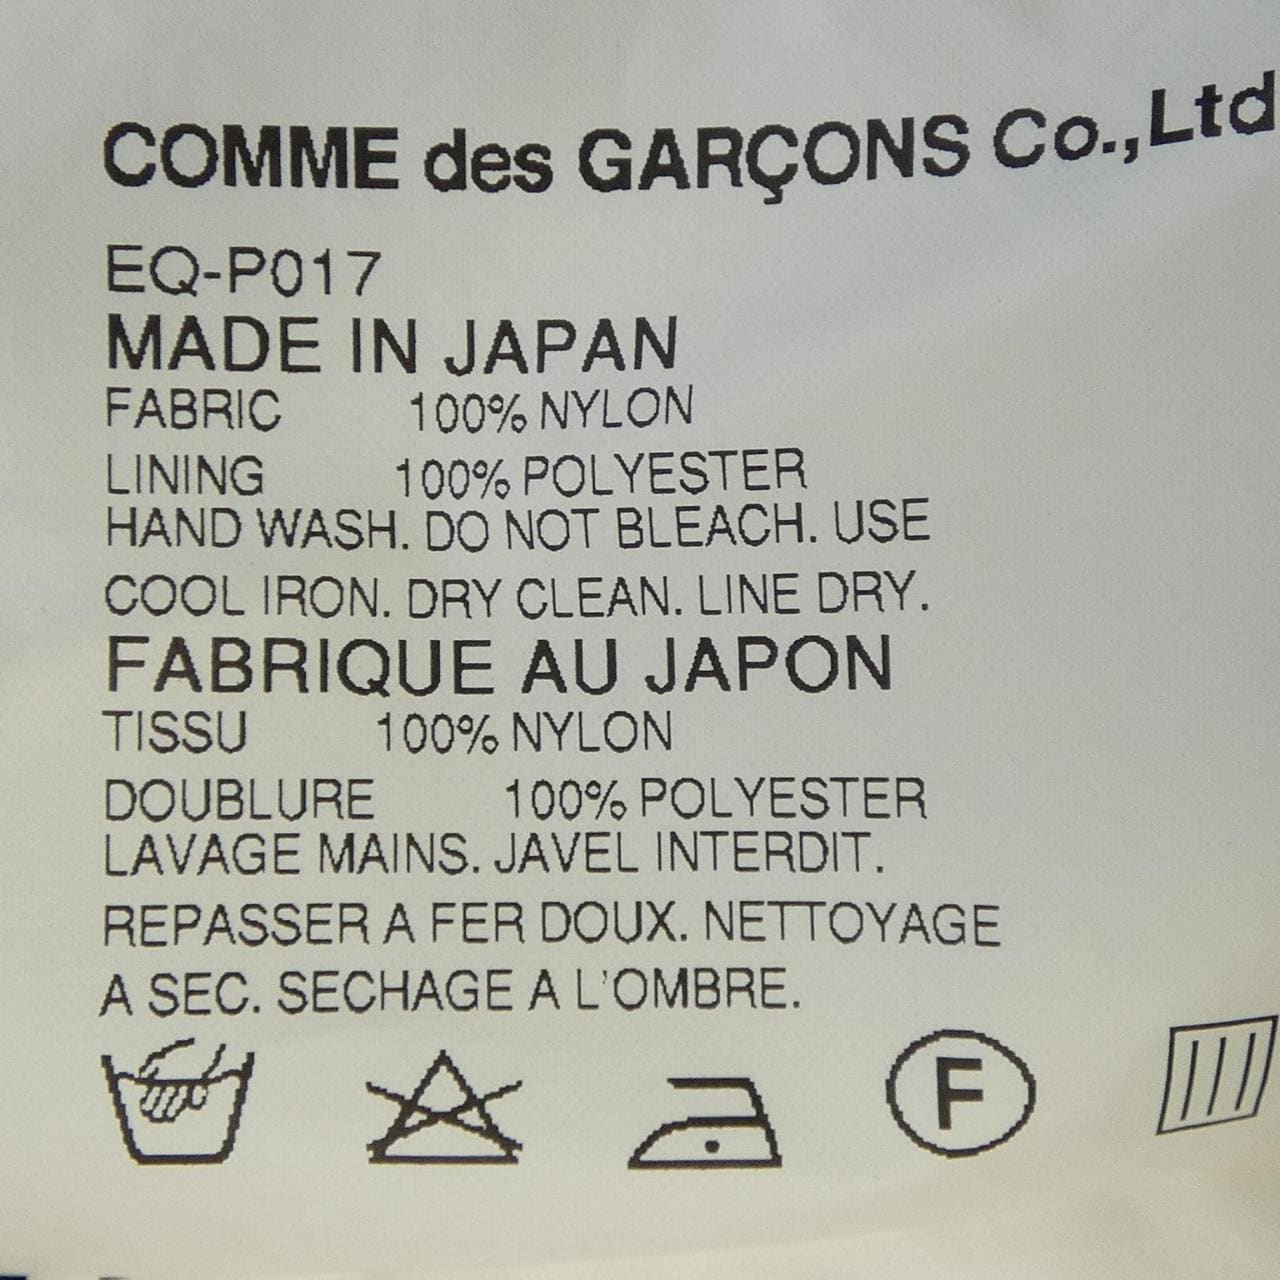 COMME des GARÇONS Co.,Ltd
EQ-P017
MADE IN JAPAN
FABRIC 100% NYLON
LINING 100% POLYESTER
HAND WASH. DO NOT BLEACH. USE
COOL IRON. DRY CLEAN. LINE DRY.
FABRIQUE AU JAPON
TISSU 100% NYLON
DOUBLURE 100% POLYESTER
LAVAGE MAINS. JAVEL INTERDIT.
REPASSER A FER DOUX. NETTOYAGE
A SEC. SECHAGE A L'OMBRE.
F